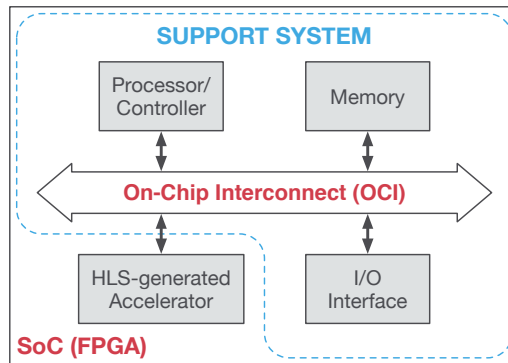 SUPPORT SYSTEM
Processor/
Controller
Memory
On-Chip Interconnect (OCI)
HLS-generated
Accelerator
I/O
Interface
SoC (FPGA)